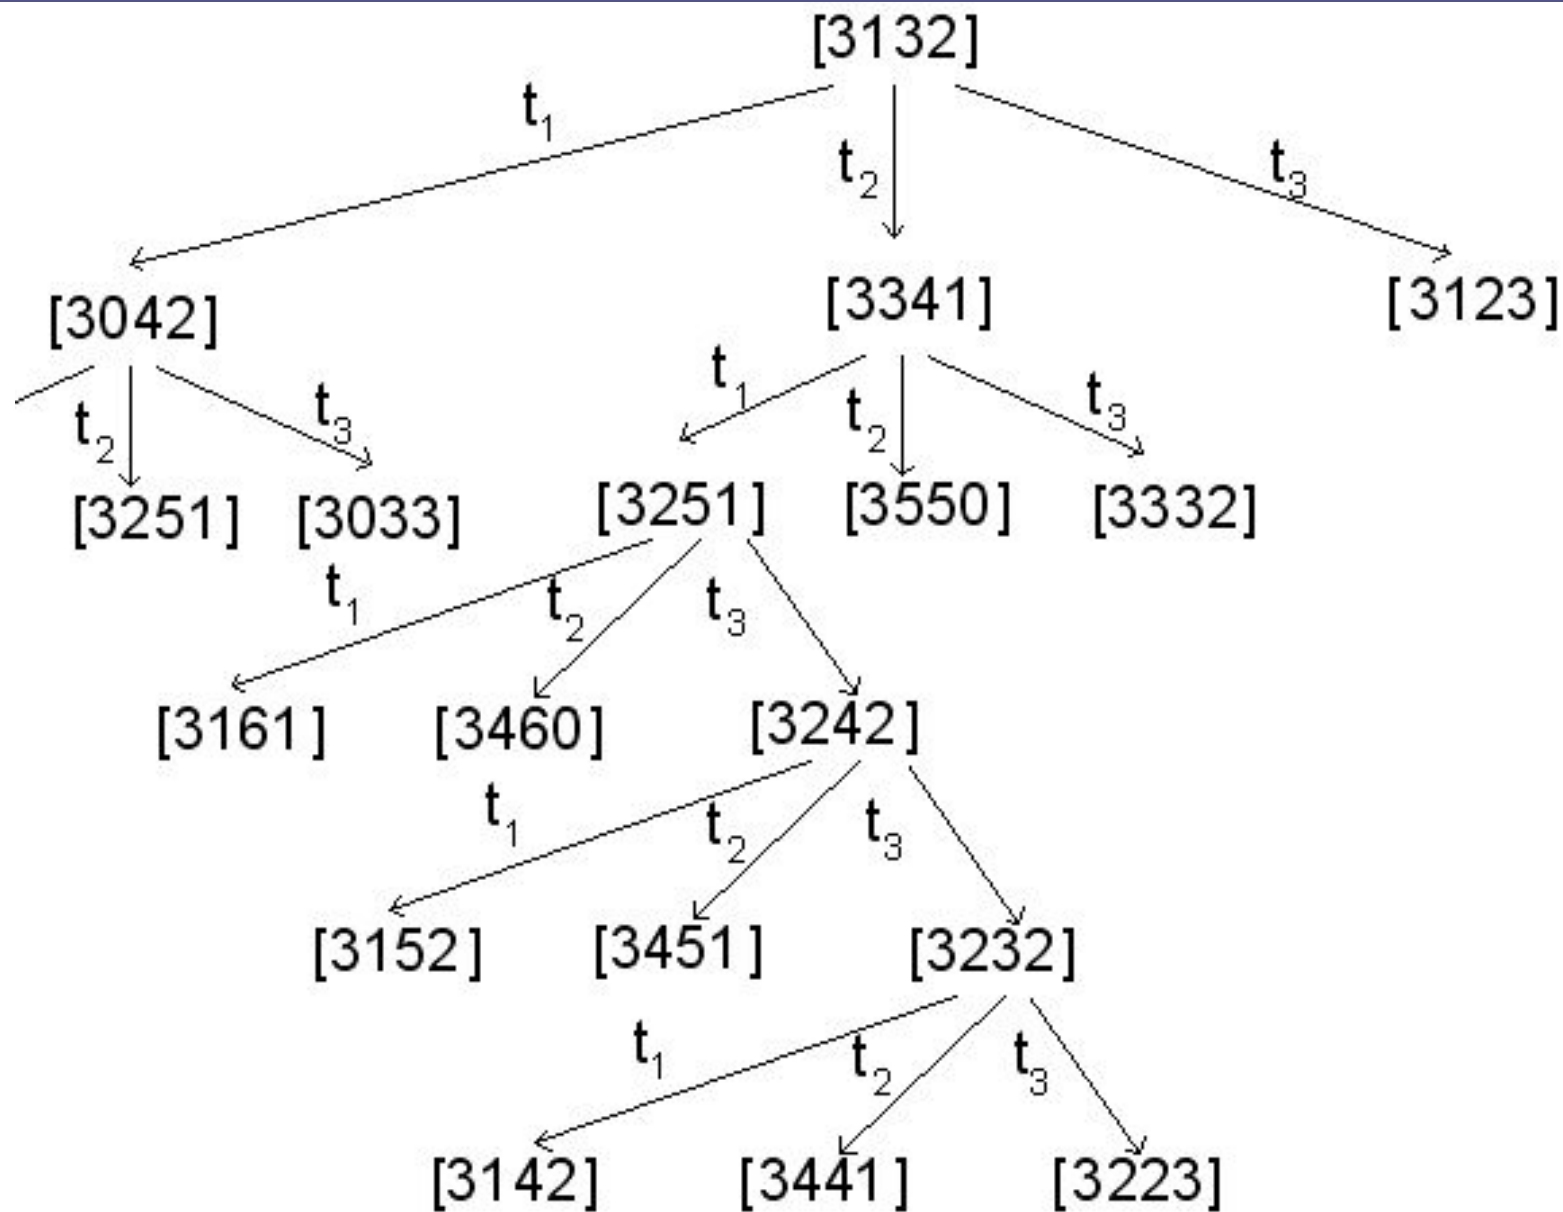 [3132]
t1
t2
t3
[3042]
[3341]
[3123]
t2
t3
t1
t2
t3
[3251]
[3033]
[3251]
[3550]
[3332]
t1
t2
t3
[3161]
[3460]
[3242]
t1
t2
t3
[3152]
[3451]
[3232]
t1
t2
t3
[3142]
[3441]
[3223]